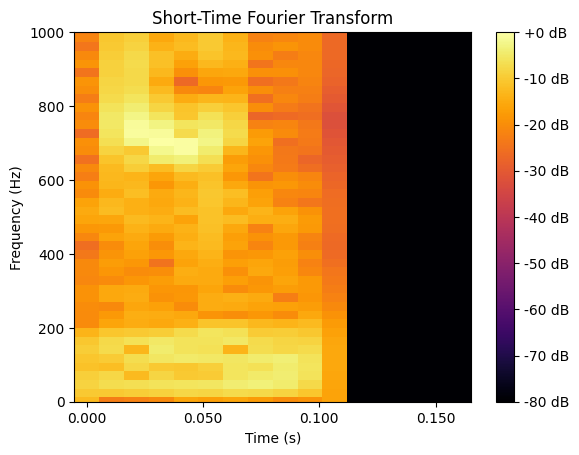 Short-Time Fourier Transform
Frequency (Hz)
1000
800
600
400
200
0
0.000
0.050
0.100
0.150
Time (s)
+0 dB
-10 dB
-20 dB
-30 dB
-40 dB
-50 dB
-60 dB
-70 dB
-80 dB